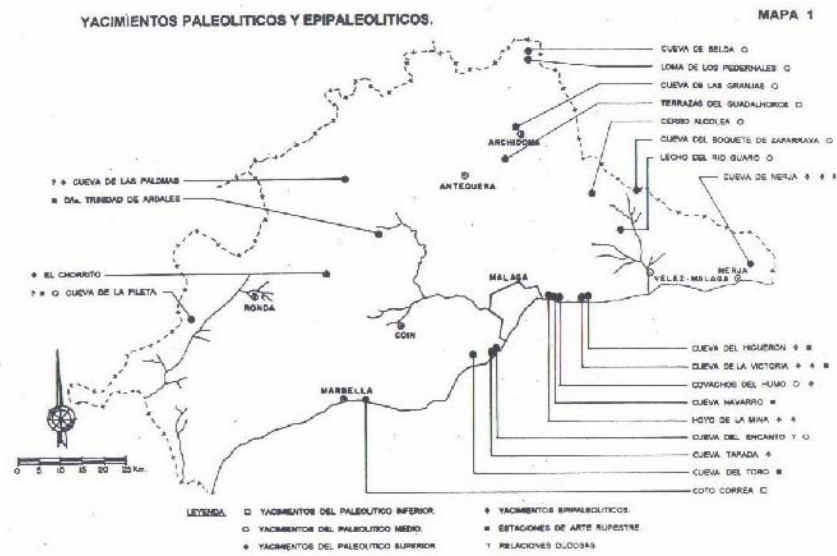 YACIMIENTOS PALEOLITICOS Y EPIPALEOLITICOS.
MAPA 1
CUEVA DE BELDA ○
LOMA DE LOS PEDERNALES ○
CUEVA DE LAS GRANJAS ○
TERRAZAS DEL GUADALHORCE □
CERRO ALCOLEA ○
CUEVA DEL BOQUETE DE ZAFARRAYA ○
LECHO DEL RIO GUARO ○
CUEVA DE NERJA
ARCHIDONA
ANTEQUERA
? CUEVA DE LAS PALOMAS
Dña. TRINIDAD DE ARDALES
EL CHORRITO
? ■ ○ CUEVA DE LA PILETA
RONDA
COIN
MALAGA
VELEZ-MALAGA
NERJA
MARBELLA
CUEVA DEL HIGUERON
CUEVA DE LA VICTORIA
COVACHOS DEL HUMO
CUEVA NAVARRO ■
HOYO DE LA MINA
CUEVA DEL ENCANTO ? ○
CUEVA TAPADA
CUEVA DEL TORO ■
COTO CORREA □
0 5 10 15 20 25 Km.
LEYENDA
□ YACIMIENTOS DEL PALEOLITICO INFERIOR.
○ YACIMIENTOS DEL PALEOLITICO MEDIO.
YACIMIENTOS DEL PALEOLITICO SUPERIOR
YACIMIENTOS EPIPALEOLITICOS.
■ ESTACIONES DE ARTE RUPESTRE.
? RELACIONES DUDOSAS